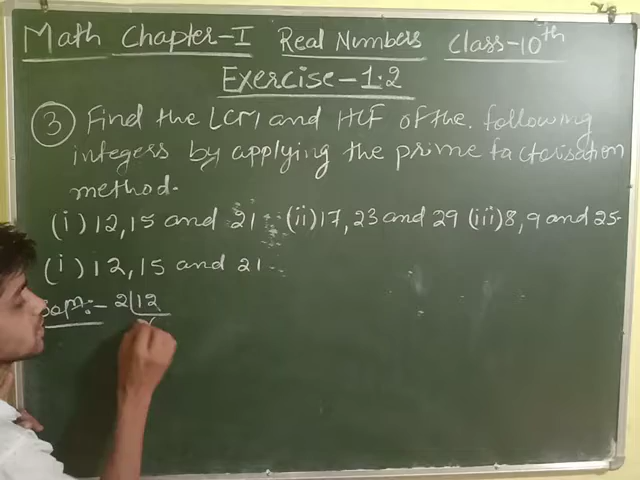 Math Chapter-I Real Numbers Class-10th
Exercise-1.2
③ Find the LCM and HCF of the following
integers by applying the prime factorisation
method.
(i) 12, 15 and 21 (ii) 17, 23 and 29 (iii) 8, 9 and 25.
(i) 12, 15 and 21
Solⁿ:- 2|12